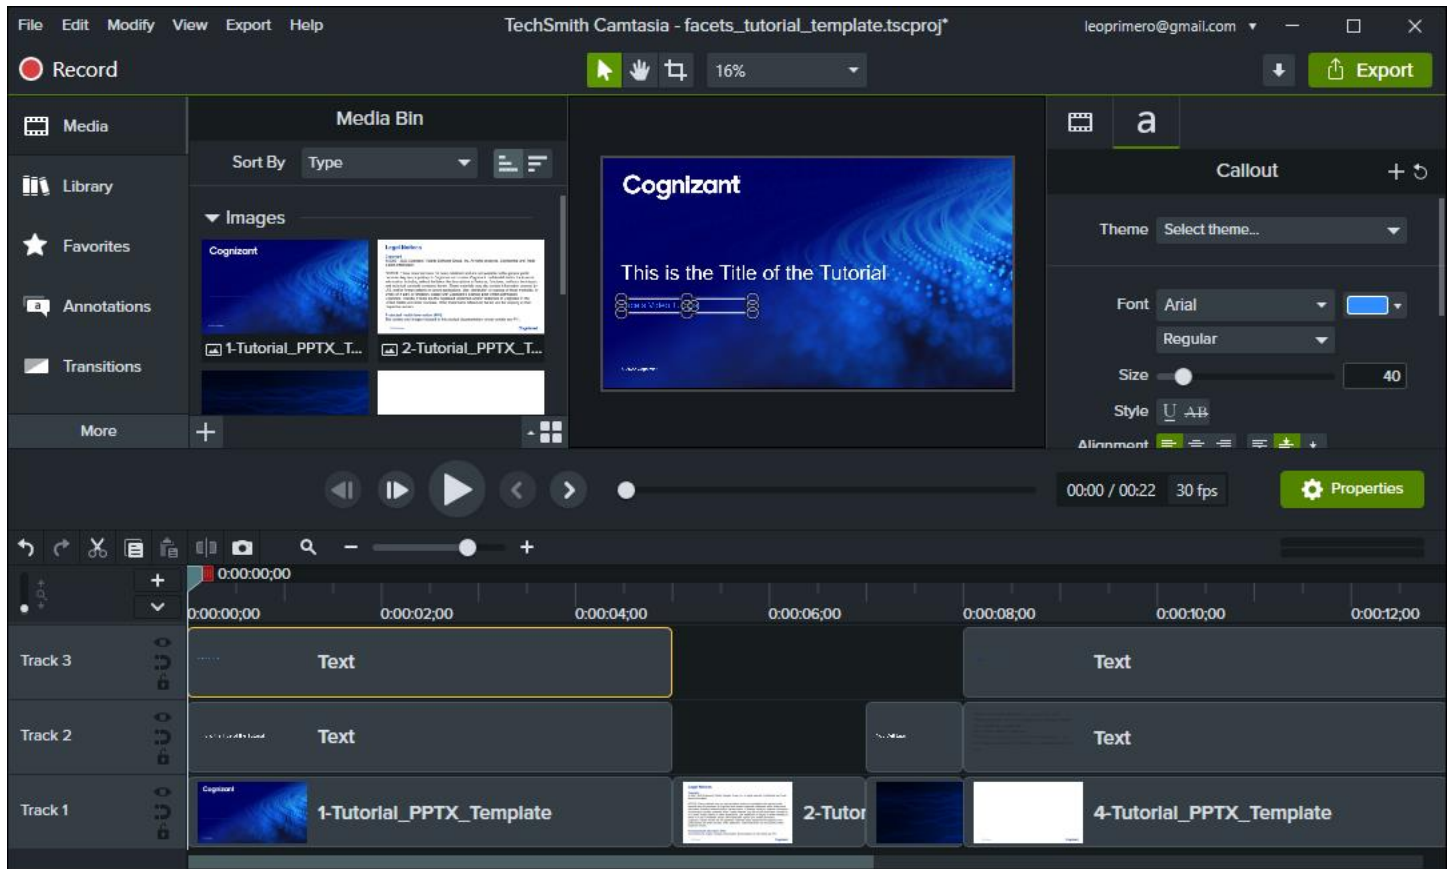 File Edit Modify View Export Help TechSmith Camtasia - facets_tutorial_template.tscproj* leoprimero@gmail.com
Record 16% Export
Media
Library
Favorites
Annotations
Transitions
More
Media Bin
Sort By Type
Images
Cognizant
Legal Notices
1-Tutorial_PPTX_T... 2-Tutorial_PPTX_T...
Cognizant
This is the Title of the Tutorial
a
Callout
Theme Select theme...
Font Arial
Regular
Size 40
Style U AB
Alignment
00:00 / 00:22 30 fps Properties
0:00:00;00
0:00:00;00 0:00:02;00 0:00:04;00 0:00:06;00 0:00:08;00 0:00:10;00 0:00:12;00
Track 3 Text Text
Track 2 Text Text
Track 1 Cognizant 1-Tutorial_PPTX_Template 2-Tutor 4-Tutorial_PPTX_Template